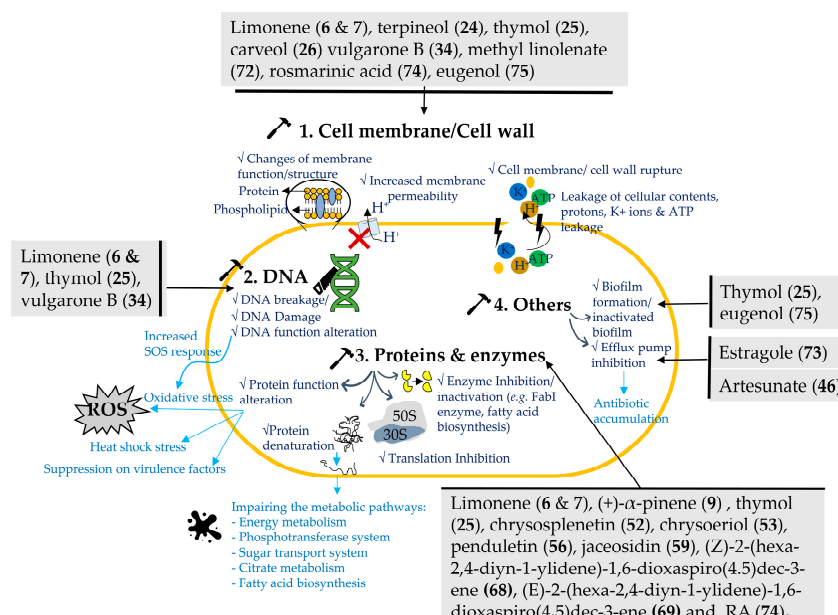 Limonene (6 & 7), terpineol (24), thymol (25),
carveol (26) vulgarone B (34), methyl linolenate
(72), rosmarinic acid (74), eugenol (75)
1. Cell membrane/Cell wall
√ Changes of membrane
function/structure
Protein
Phospholipid
√ Increased membrane
permeability
H⁺
H⁺
√ Cell membrane/ cell wall rupture
K⁺
ATP
H⁺
Leakage of cellular contents,
protons, K+ ions & ATP
leakage
K⁺
H⁺
ATP
Limonene (6 &
7), thymol (25),
vulgarone B (34)
2. DNA
√ DNA breakage/
√ DNA Damage
√ DNA function alteration
Increased
SOS response
4. Others
√ Biofilm
formation/
inactivated
biofilm
√ Efflux pump
inhibition
Antibiotic
accumulation
Thymol (25),
eugenol (75)
Estragole (73)
Artesunate (46)
3. Proteins & enzymes
√ Protein function
alteration
√ Enzyme Inhibition/
inactivation (e.g. FabI
enzyme, fatty acid
biosynthesis)
50S
30S
√Protein
denaturation
√ Translation Inhibition
ROS
Oxidative stress
Heat shock stress
Suppression on virulence factors
Impairing the metabolic pathways:
- Energy metabolism
- Phosphotransferase system
- Sugar transport system
- Citrate metabolism
- Fatty acid biosynthesis
Limonene (6 & 7), (+)-α-pinene (9) , thymol
(25), chrysosplenetin (52), chrysoeriol (53),
penduletin (56), jaceosidin (59), (Z)-2-(hexa-
2,4-diyn-1-ylidene)-1,6-dioxaspiro(4.5)dec-3-
ene (68), (E)-2-(hexa-2,4-diyn-1-ylidene)-1,6-
dioxaspiro(4.5)dec-3-ene (69) and RA (74),